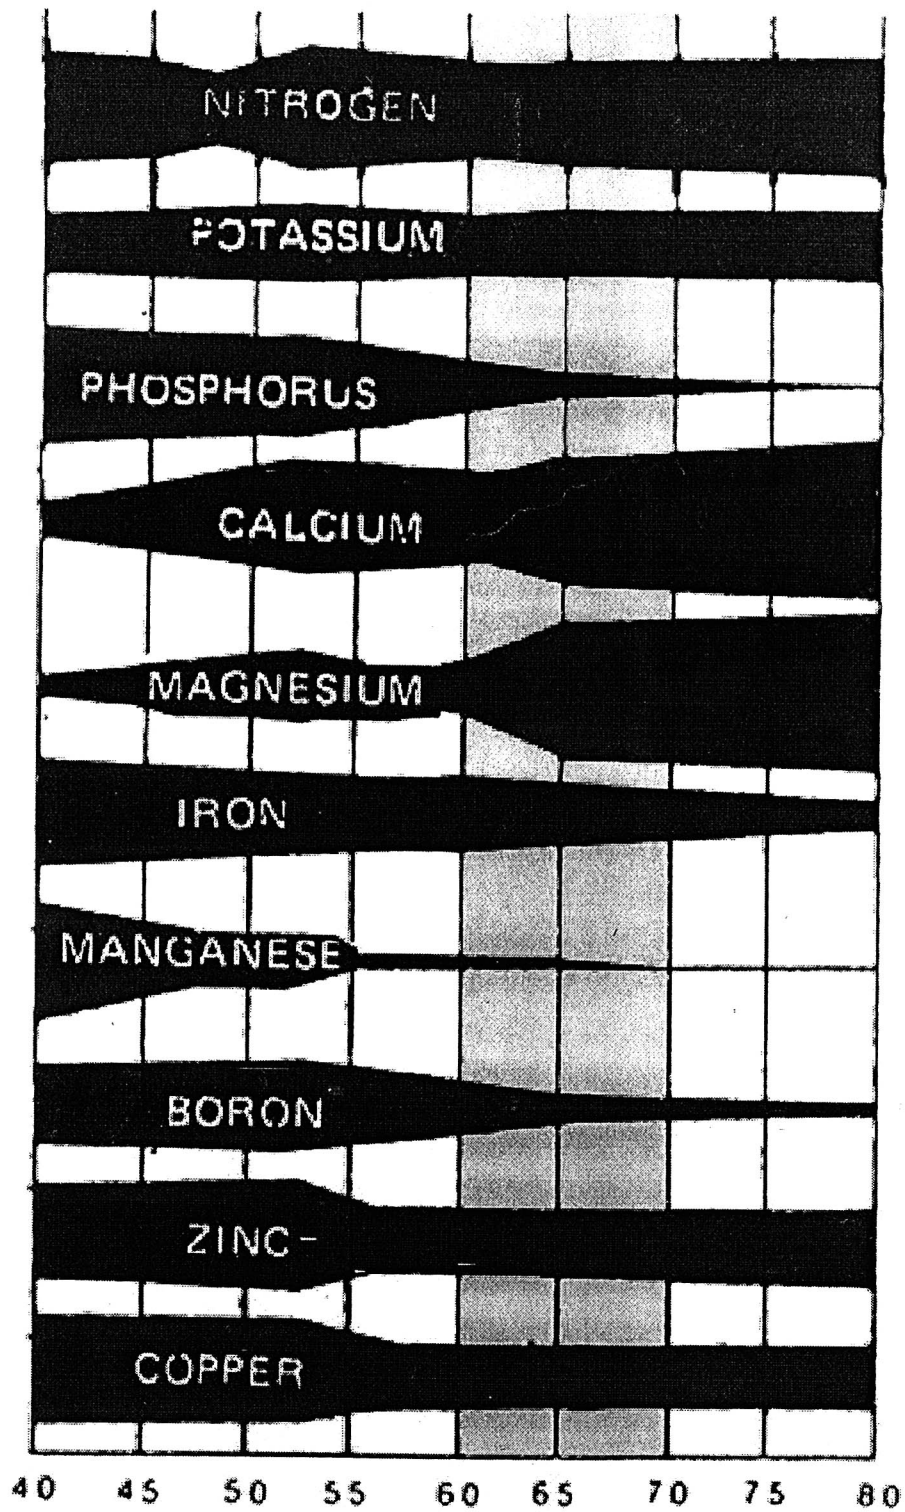 NITROGEN
POTASSIUM
PHOSPHORUS
CALCIUM
MAGNESIUM
IRON
MANGANESE
BORON
ZINC-
COPPER
40 45 50 55 60 65 70 75 80